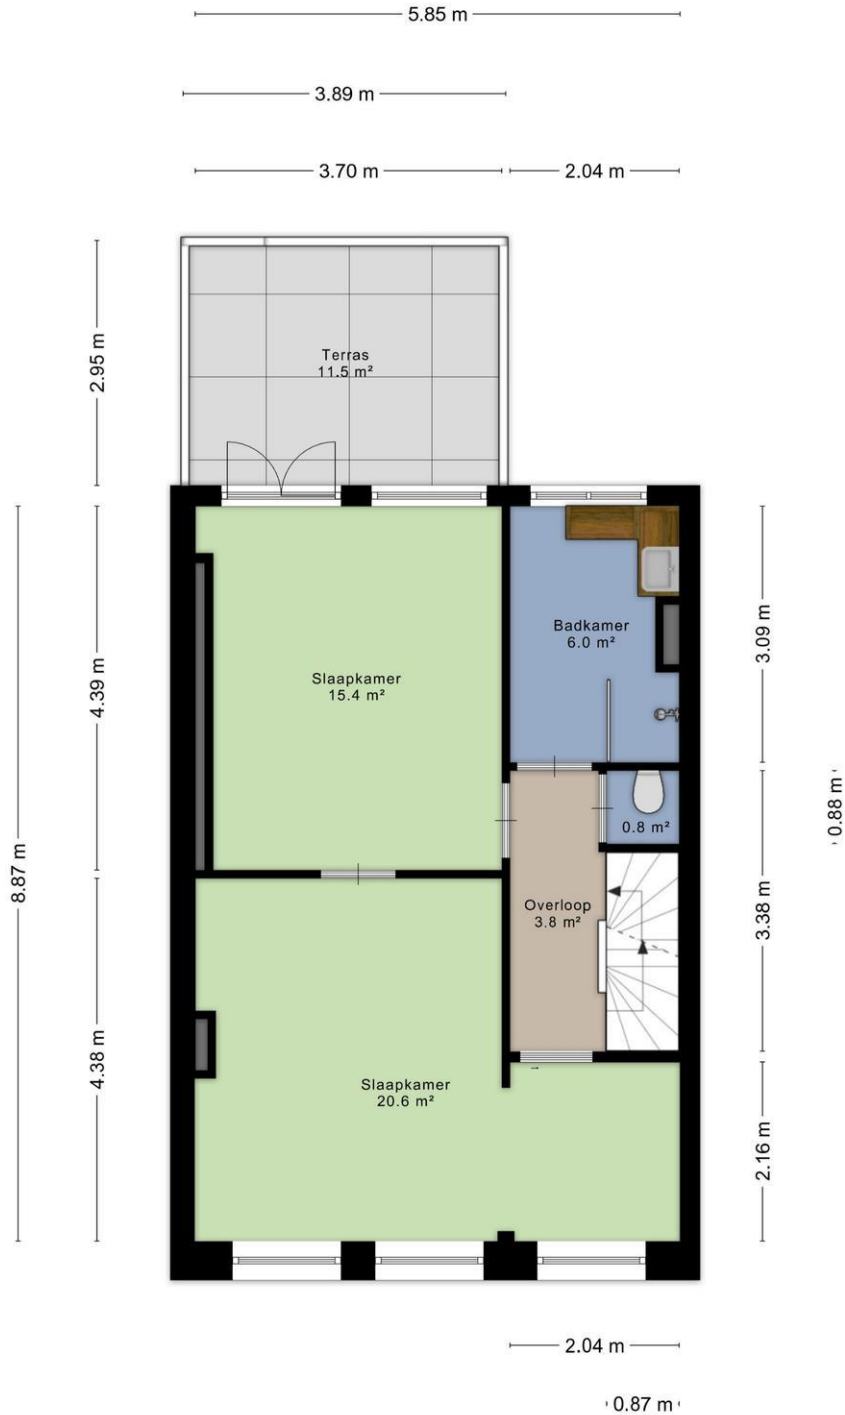 5.85 m
3.89 m
3.70 m
2.04 m
2.95 m
Terras
11.5 m²
Badkamer
6.0 m²
3.09 m
4.39 m
Slaapkamer
15.4 m²
0.8 m²
0.88 m
8.87 m
Overloop
3.8 m²
3.38 m
4.38 m
Slaapkamer
20.6 m²
2.16 m
2.04 m
0.87 m